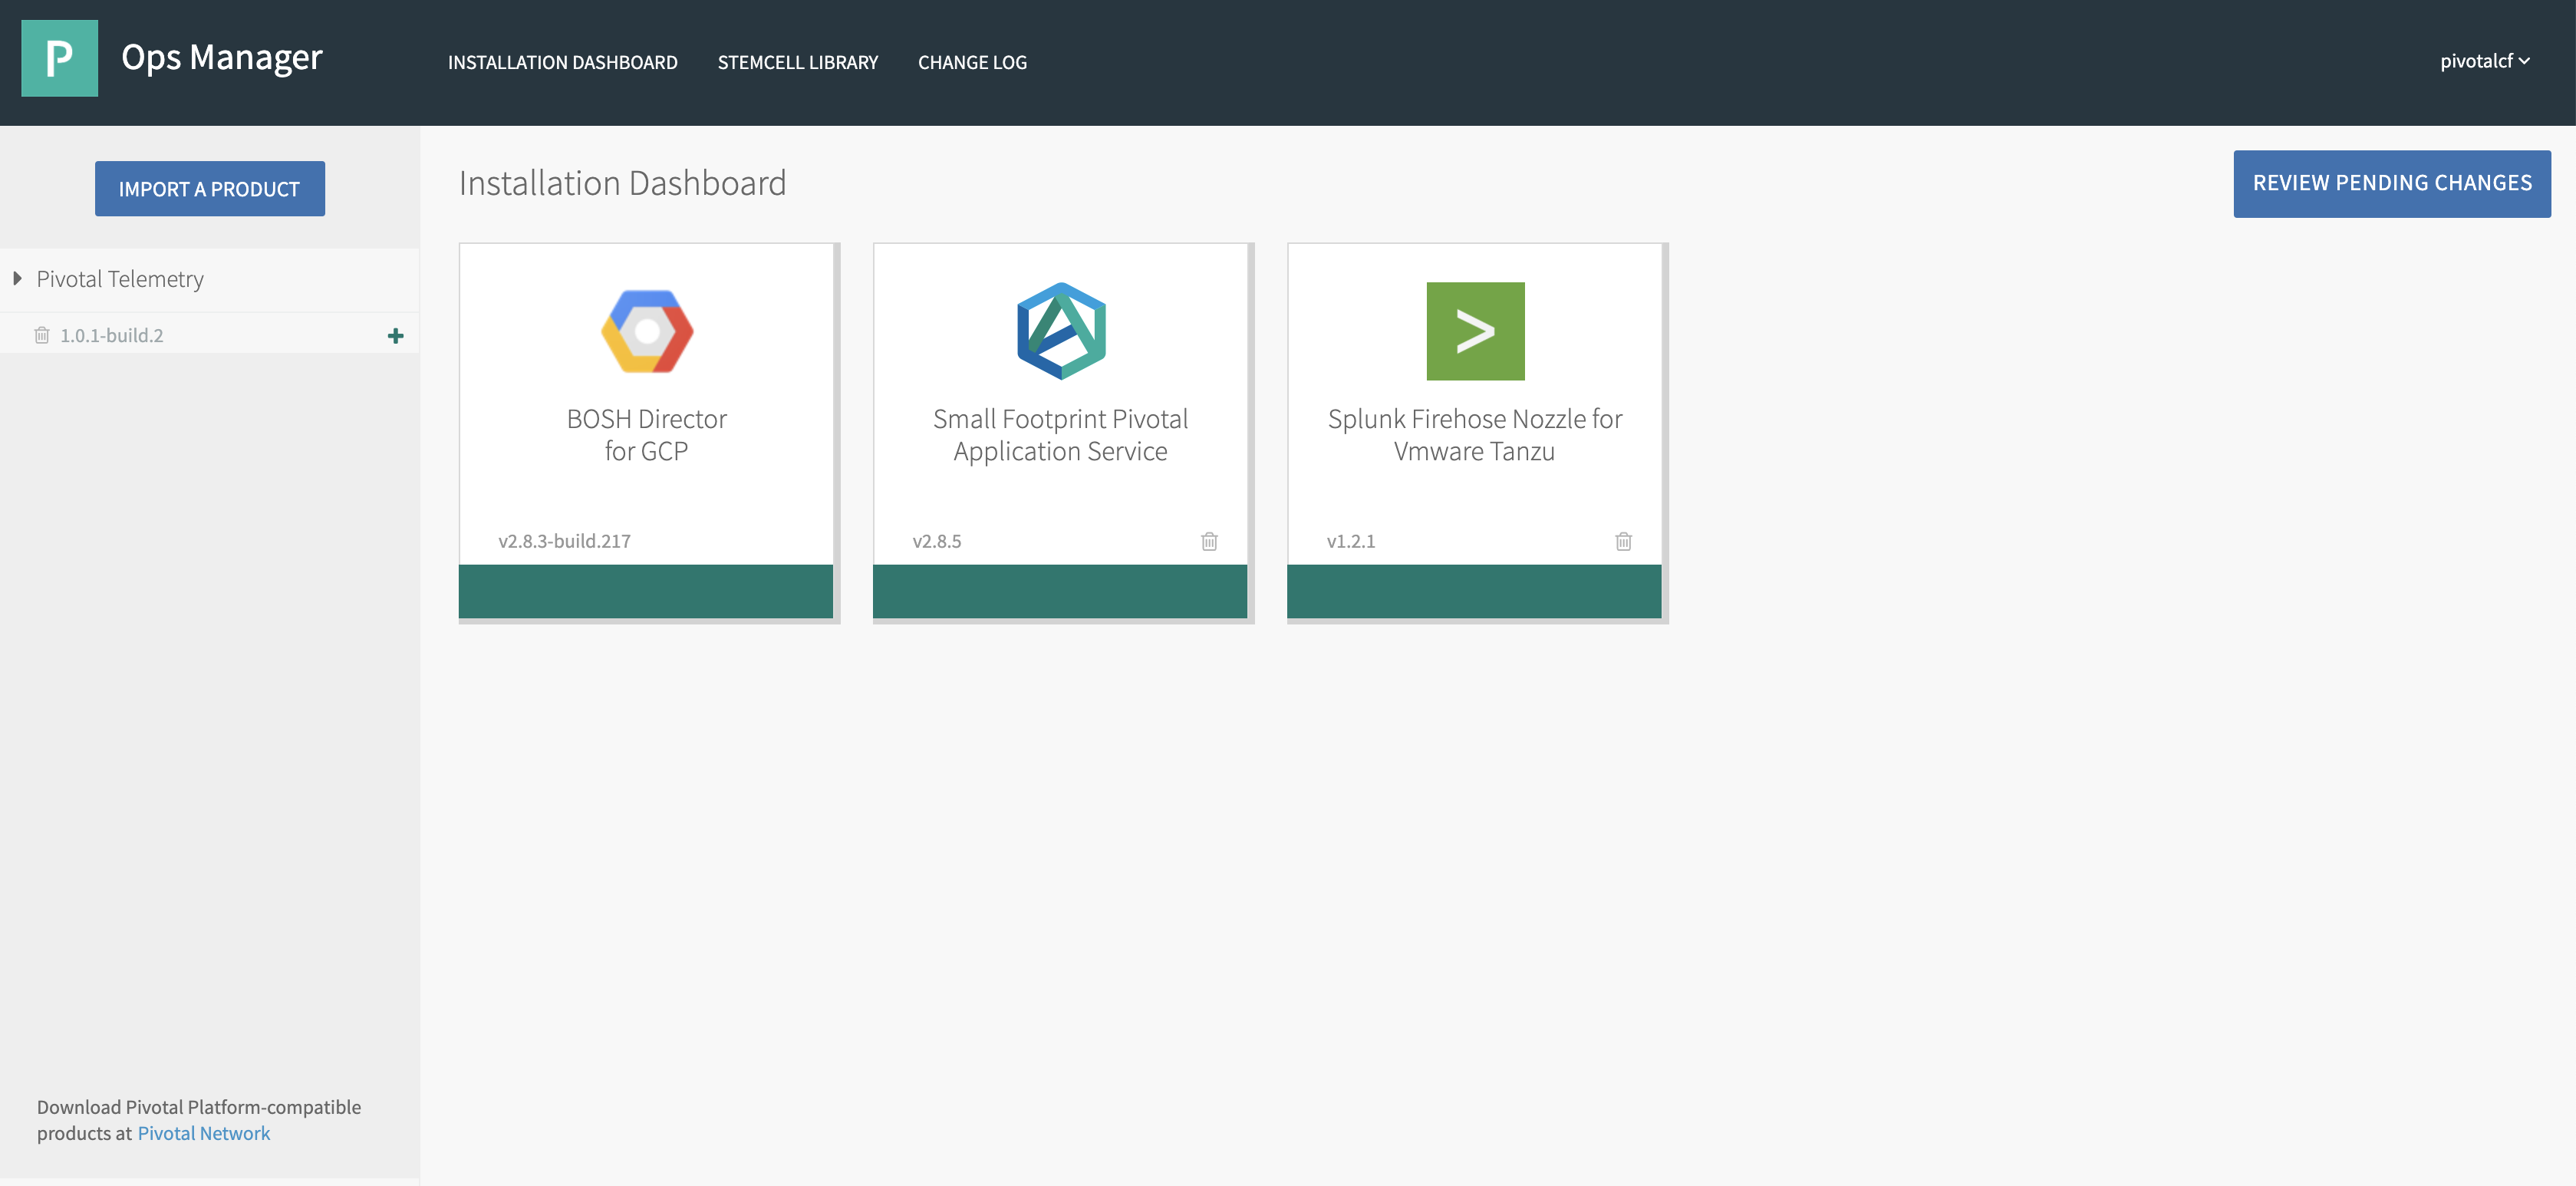 P
Ops Manager
INSTALLATION DASHBOARD
STEMCELL LIBRARY
CHANGE LOG
pivotalcf
IMPORT A PRODUCT
Pivotal Telemetry
1.0.1-build.2
Download Pivotal Platform-compatible
products at Pivotal Network
Installation Dashboard
REVIEW PENDING CHANGES
BOSH Director
for GCP
v2.8.3-build.217
Small Footprint Pivotal
Application Service
v2.8.5
>
Splunk Firehose Nozzle for
Vmware Tanzu
v1.2.1